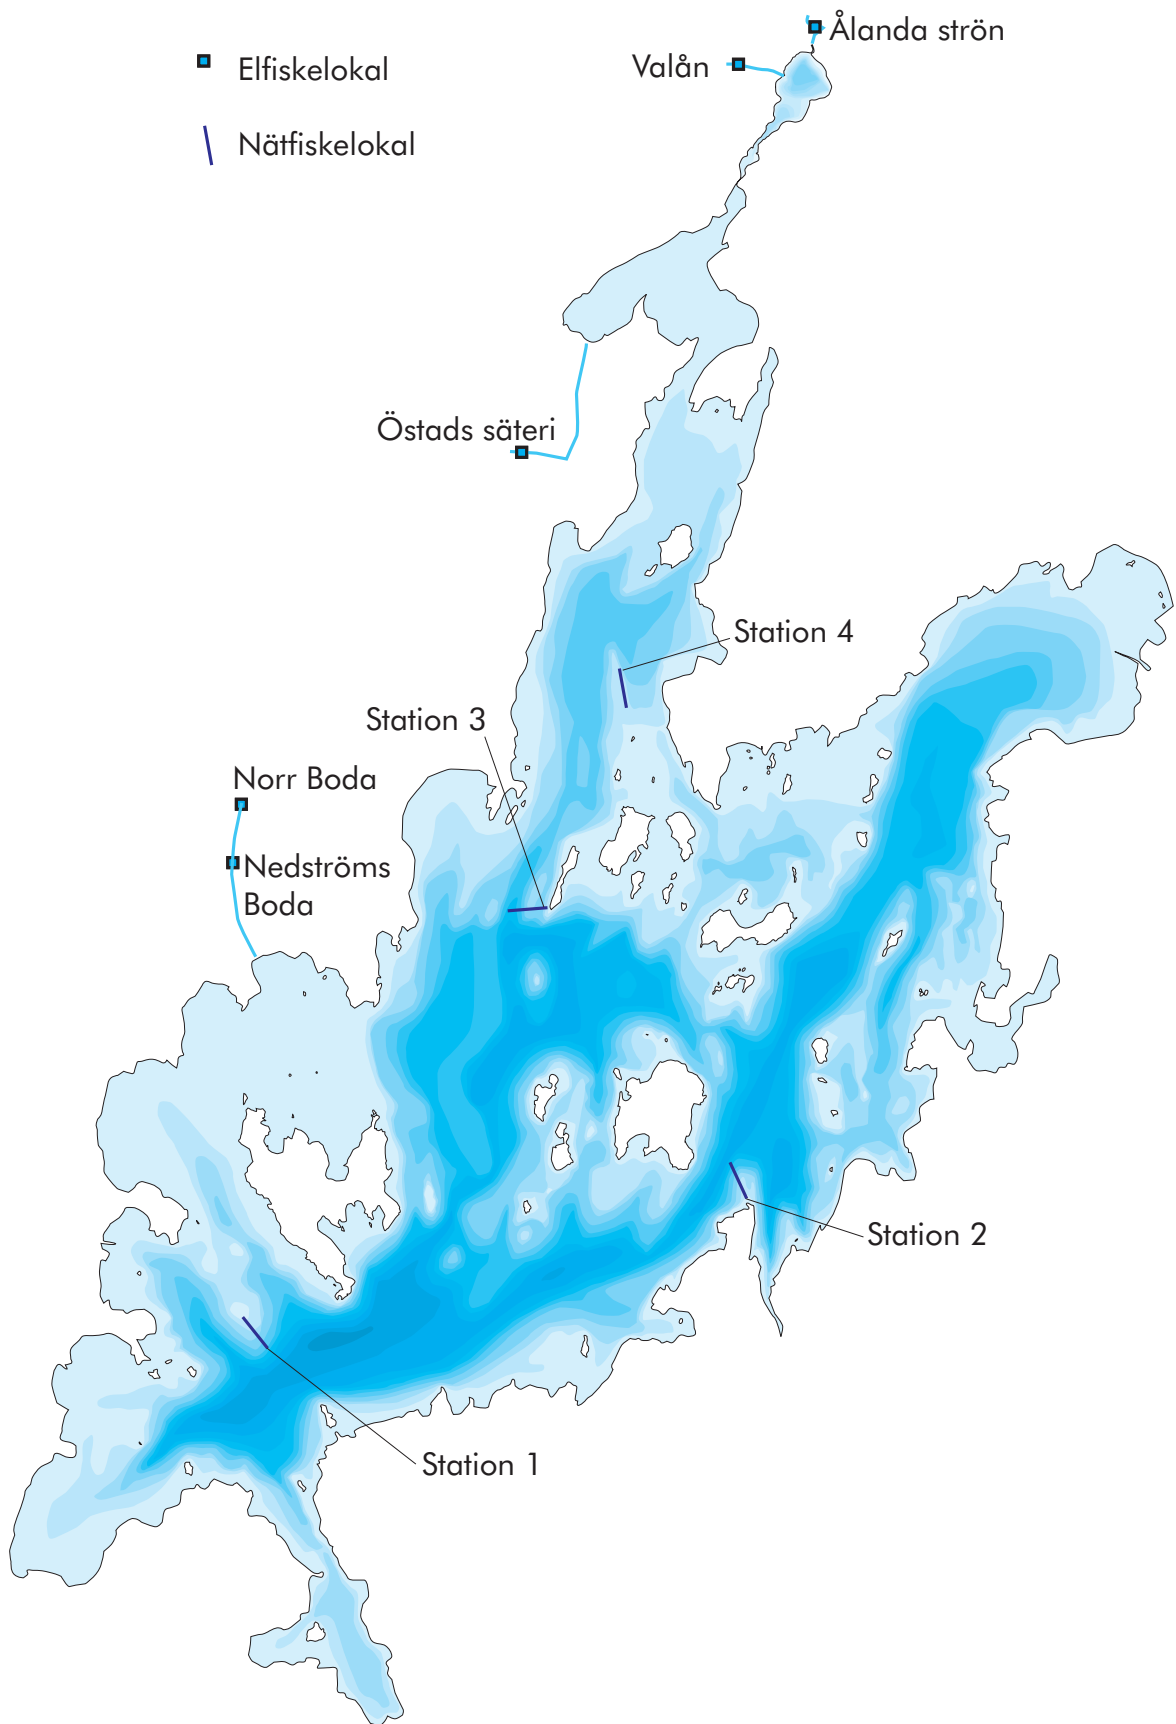 Ålanda strön
Elfiskelokal
Valån
Nätfiskelokal
Östads säteri
Station 4
Station 3
Norr Boda
Nedströms
Boda
Station 2
Station 1